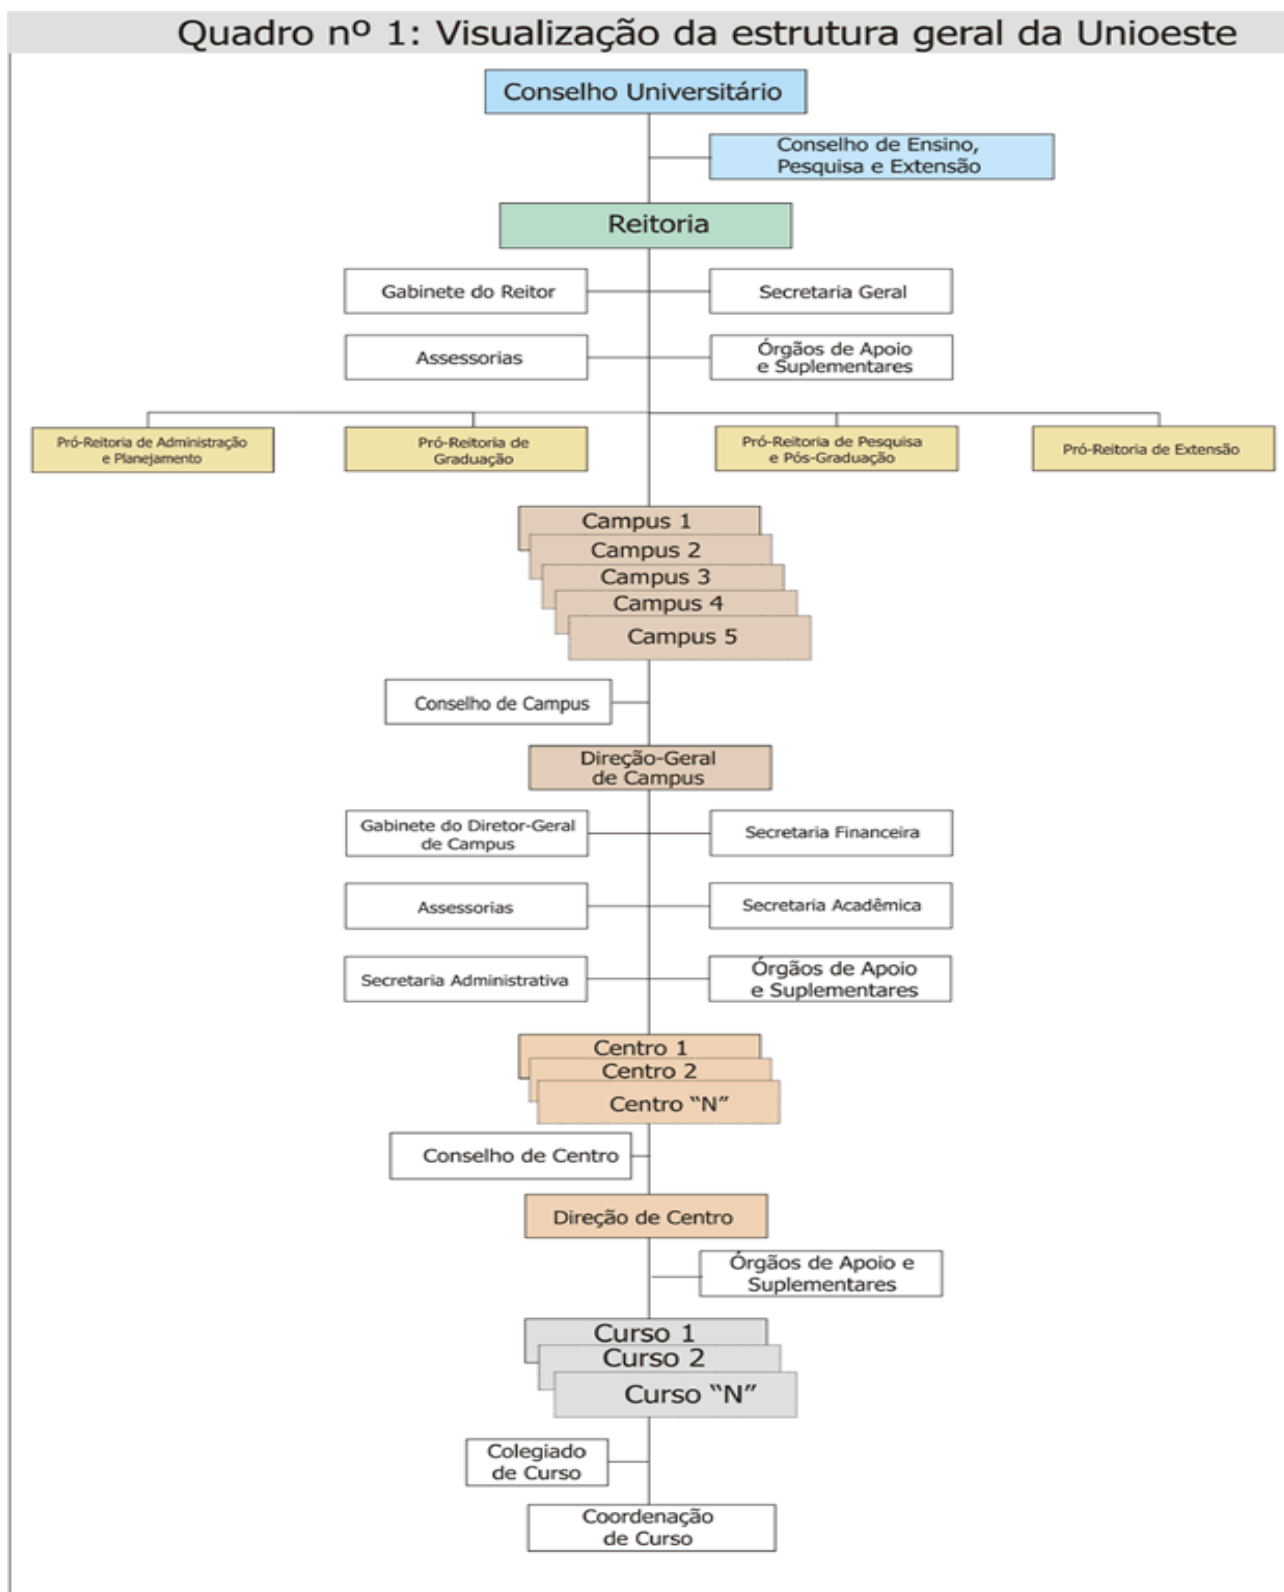 Quadro nº 1: Visualização da estrutura geral da Unioeste
Conselho Universitário
Conselho de Ensino,
Pesquisa e Extensão
Reitoria
Gabinete do Reitor
Secretaria Geral
Assessorias
Órgãos de Apoio
e Suplementares
Pró-Reitoria de Administração
e Planejamento
Pró-Reitoria de
Graduação
Pró-Reitoria de Pesquisa
e Pós-Graduação
Pró-Reitoria de Extensão
Campus 1
Campus 2
Campus 3
Campus 4
Campus 5
Conselho de Campus
Direção-Geral
de Campus
Gabinete do Diretor-Geral
de Campus
Secretaria Financeira
Assessorias
Secretaria Acadêmica
Secretaria Administrativa
Órgãos de Apoio
e Suplementares
Centro 1
Centro 2
Centro “N”
Conselho de Centro
Direção de Centro
Órgãos de Apoio e
Suplementares
Curso 1
Curso 2
Curso “N”
Colegiado
de Curso
Coordenação
de Curso